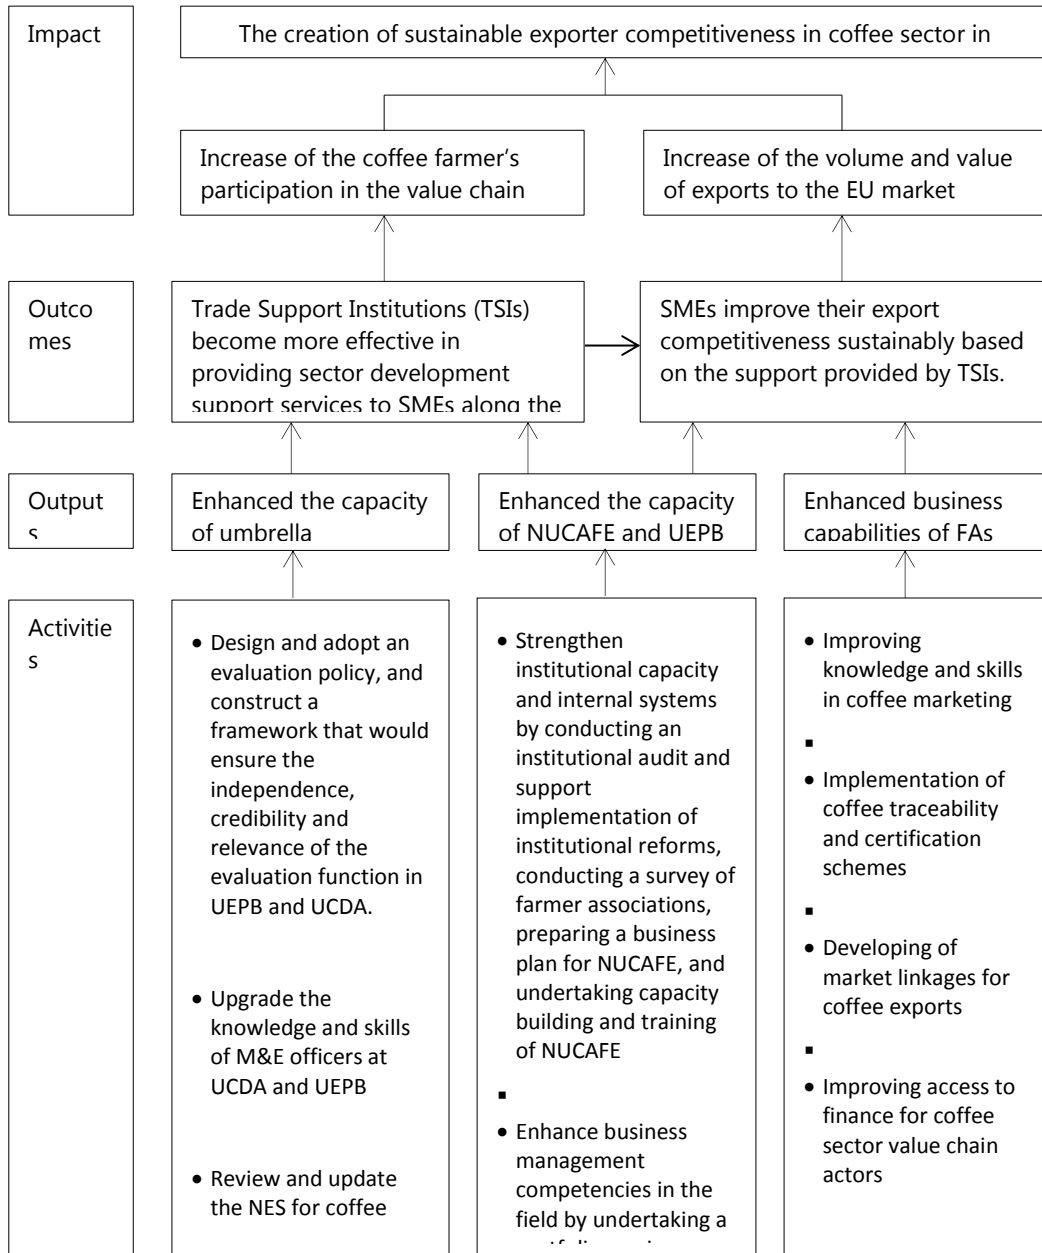 Impact
The creation of sustainable exporter competitiveness in coffee sector in
Increase of the coffee farmer's
participation in the value chain
Increase of the volume and value
of exports to the EU market
Outco
mes
Trade Support Institutions (TSIs)
become more effective in
providing sector development
support services to SMEs along the
SMEs improve their export
competitiveness sustainably based
on the support provided by TSIs.
Output
s
Enhanced the capacity
of umbrella
Enhanced the capacity
of NUCAFE and UEPB
Enhanced business
capabilities of FAs
Activitie
s
• Design and adopt an
evaluation policy, and
construct a
framework that would
ensure the
independence,
credibility and
relevance of the
evaluation function in
UEPB and UCDA.
• Upgrade the
knowledge and skills
of M&E officers at
UCDA and UEPB
• Review and update
the NES for coffee
• Strengthen
institutional capacity
and internal systems
by conducting an
institutional audit and
support
implementation of
institutional reforms,
conducting a survey of
farmer associations,
preparing a business
plan for NUCAFE, and
undertaking capacity
building and training
of NUCAFE
▪
• Enhance business
management
competencies in the
field by undertaking a
• Improving
knowledge and skills
in coffee marketing
▪
• Implementation of
coffee traceability
and certification
schemes
▪
• Developing of
market linkages for
coffee exports
▪
• Improving access to
finance for coffee
sector value chain
actors